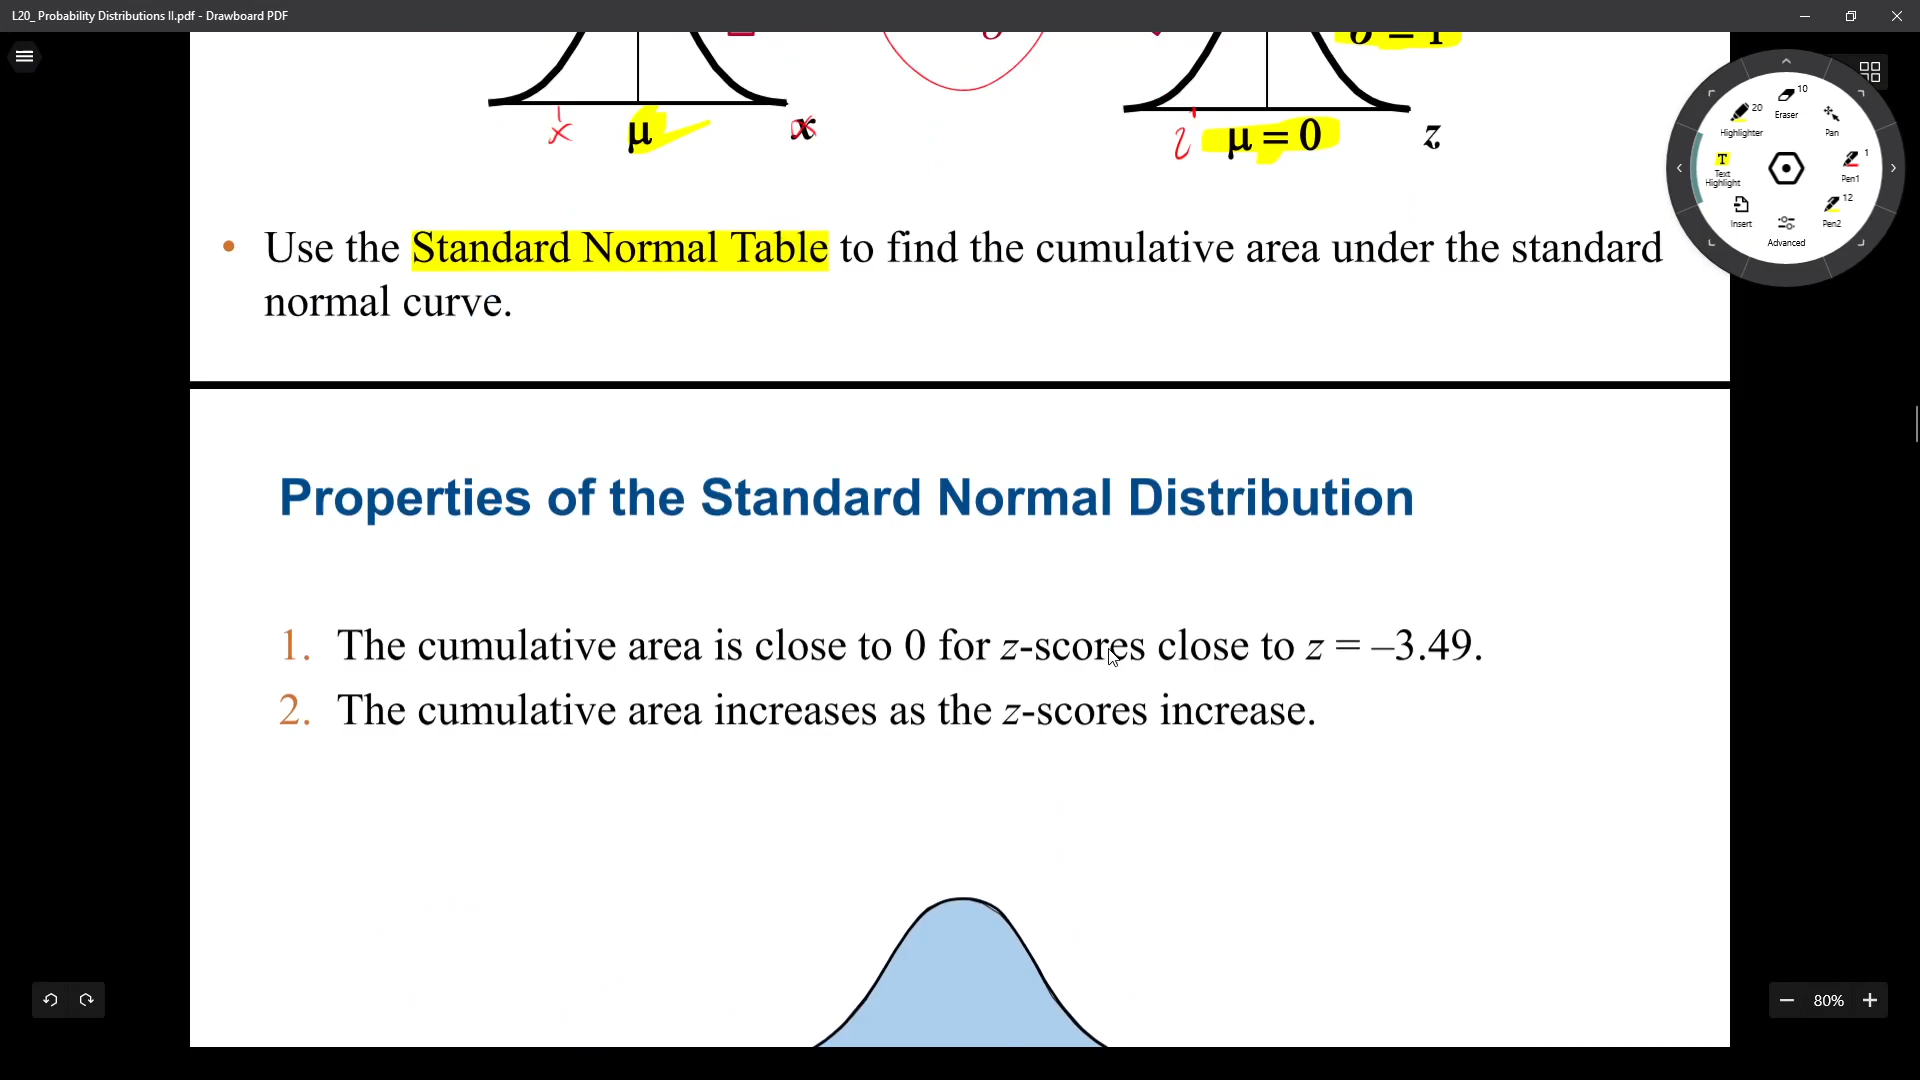 L20_ Probability Distributions II.pdf - Drawboard PDF
σ = 1
x
μ
x
z
μ = 0
z
• Use the Standard Normal Table to find the cumulative area under the standard
normal curve.
Properties of the Standard Normal Distribution
1. The cumulative area is close to 0 for z-scores close to z = –3.49.
2. The cumulative area increases as the z-scores increase.
20
Highlighter
10
Eraser
Pan
T
Text
Highlight
1
Pen1
Insert
12
Pen2
Advanced
80%